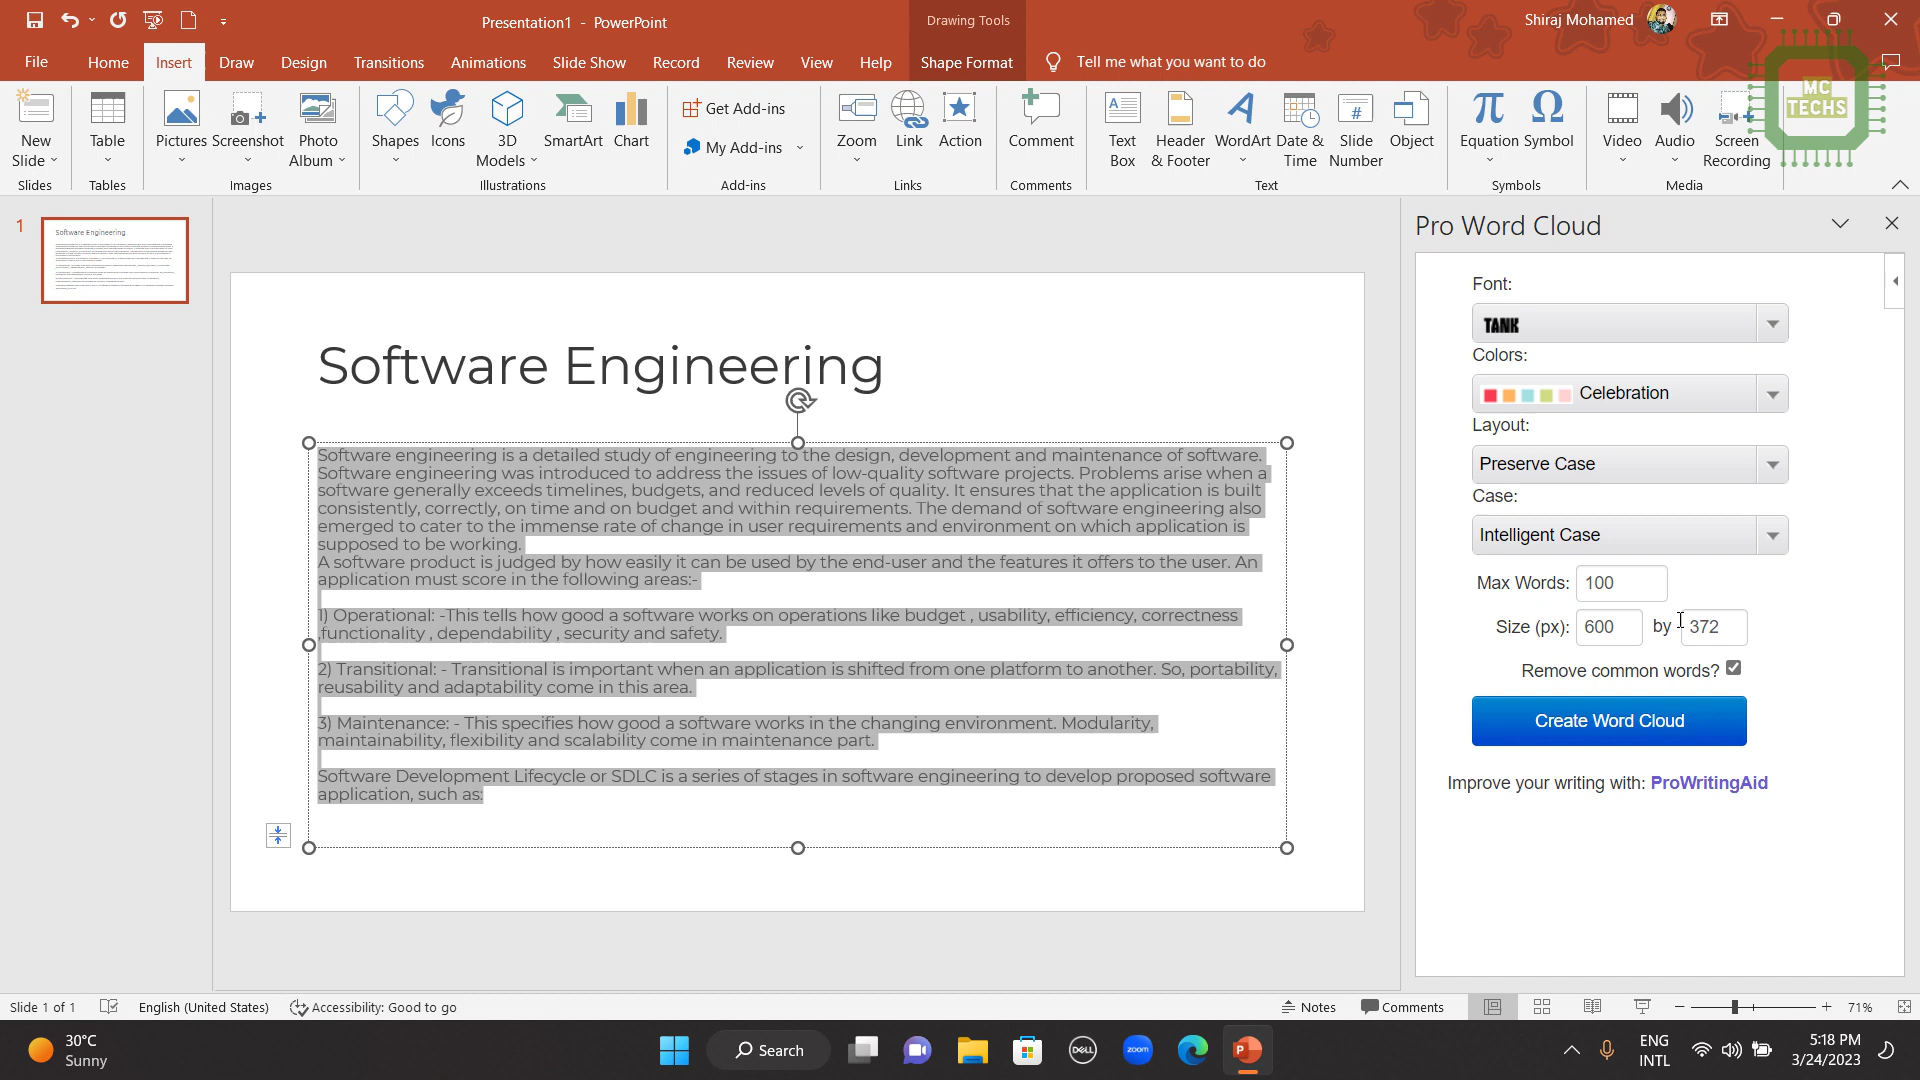 Presentation1 - PowerPoint
Drawing Tools
Shiraj Mohamed
File Home Insert Draw Design Transitions Animations Slide Show Record Review View Help Shape Format Tell me what you want to do
MC
TECHS
New Slide
Table
Pictures
Screenshot
Photo Album
Shapes
Icons
3D Models
SmartArt
Chart
Get Add-ins
My Add-ins
Zoom
Link
Action
Comment
Text Box
Header & Footer
WordArt
Date & Time
Slide Number
Object
Equation
Symbol
Video
Audio
Screen Recording
Slides Tables Images Illustrations Add-ins Links Comments Text Symbols Media
1
Software Engineering
Software Engineering
Software engineering is a detailed study of engineering to the design, development and maintenance of software.
Software engineering was introduced to address the issues of low-quality software projects. Problems arise when a
software generally exceeds timelines, budgets, and reduced levels of quality. It ensures that the application is built
consistently, correctly, on time and on budget and within requirements. The demand of software engineering also
emerged to cater to the immense rate of change in user requirements and environment on which application is
supposed to be working.
A software product is judged by how easily it can be used by the end-user and the features it offers to the user. An
application must score in the following areas:-
1) Operational: -This tells how good a software works on operations like budget , usability, efficiency, correctness
,functionality , dependability , security and safety.
2) Transitional: - Transitional is important when an application is shifted from one platform to another. So, portability,
reusability and adaptability come in this area.
3) Maintenance: - This specifies how good a software works in the changing environment. Modularity,
maintainability, flexibility and scalability come in maintenance part.
Software Development Lifecycle or SDLC is a series of stages in software engineering to develop proposed software
application, such as:
Pro Word Cloud
Font:
TANK
Colors:
Celebration
Layout:
Preserve Case
Case:
Intelligent Case
Max Words: 100
Size (px): 600 by 372
Remove common words?
Create Word Cloud
Improve your writing with: ProWritingAid
Slide 1 of 1
English (United States)
Accessibility: Good to go
Notes
Comments
71%
30°C
Sunny
Search
DELL
zoom
P
ENG
INTL
5:18 PM
3/24/2023